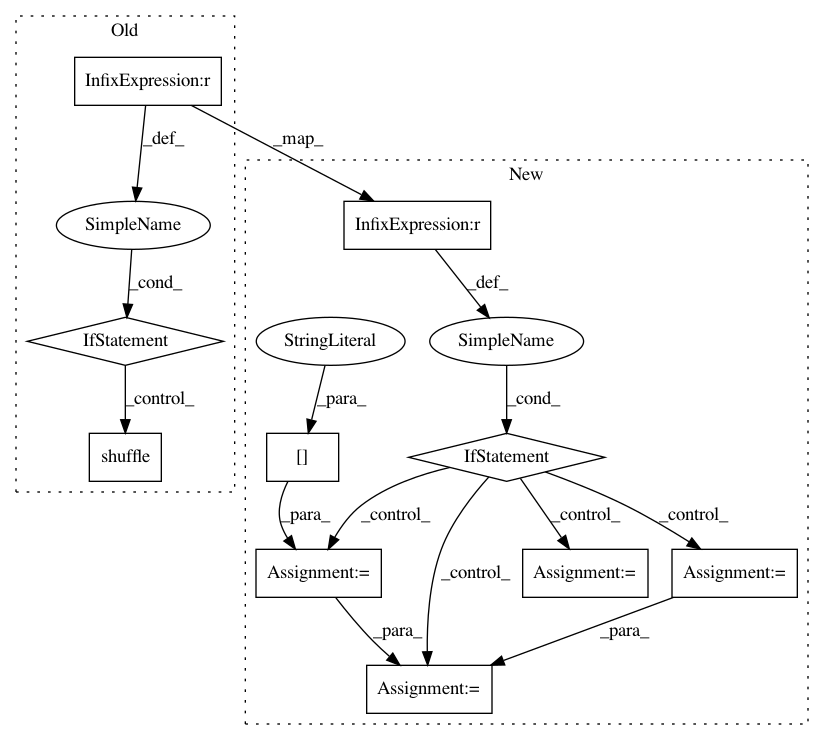 Old
InfixExpression:r
_def_
_map_
New
SimpleName
InfixExpression:r
_cond_
_def_
IfStatement
StringLiteral
SimpleName
_control_
_para_
_cond_
shuffle
[]
IfStatement
_para_
_control_
_control_
_control_
Assignment:=
_control_
Assignment:=
Assignment:=
_para_
_para_
Assignment:=